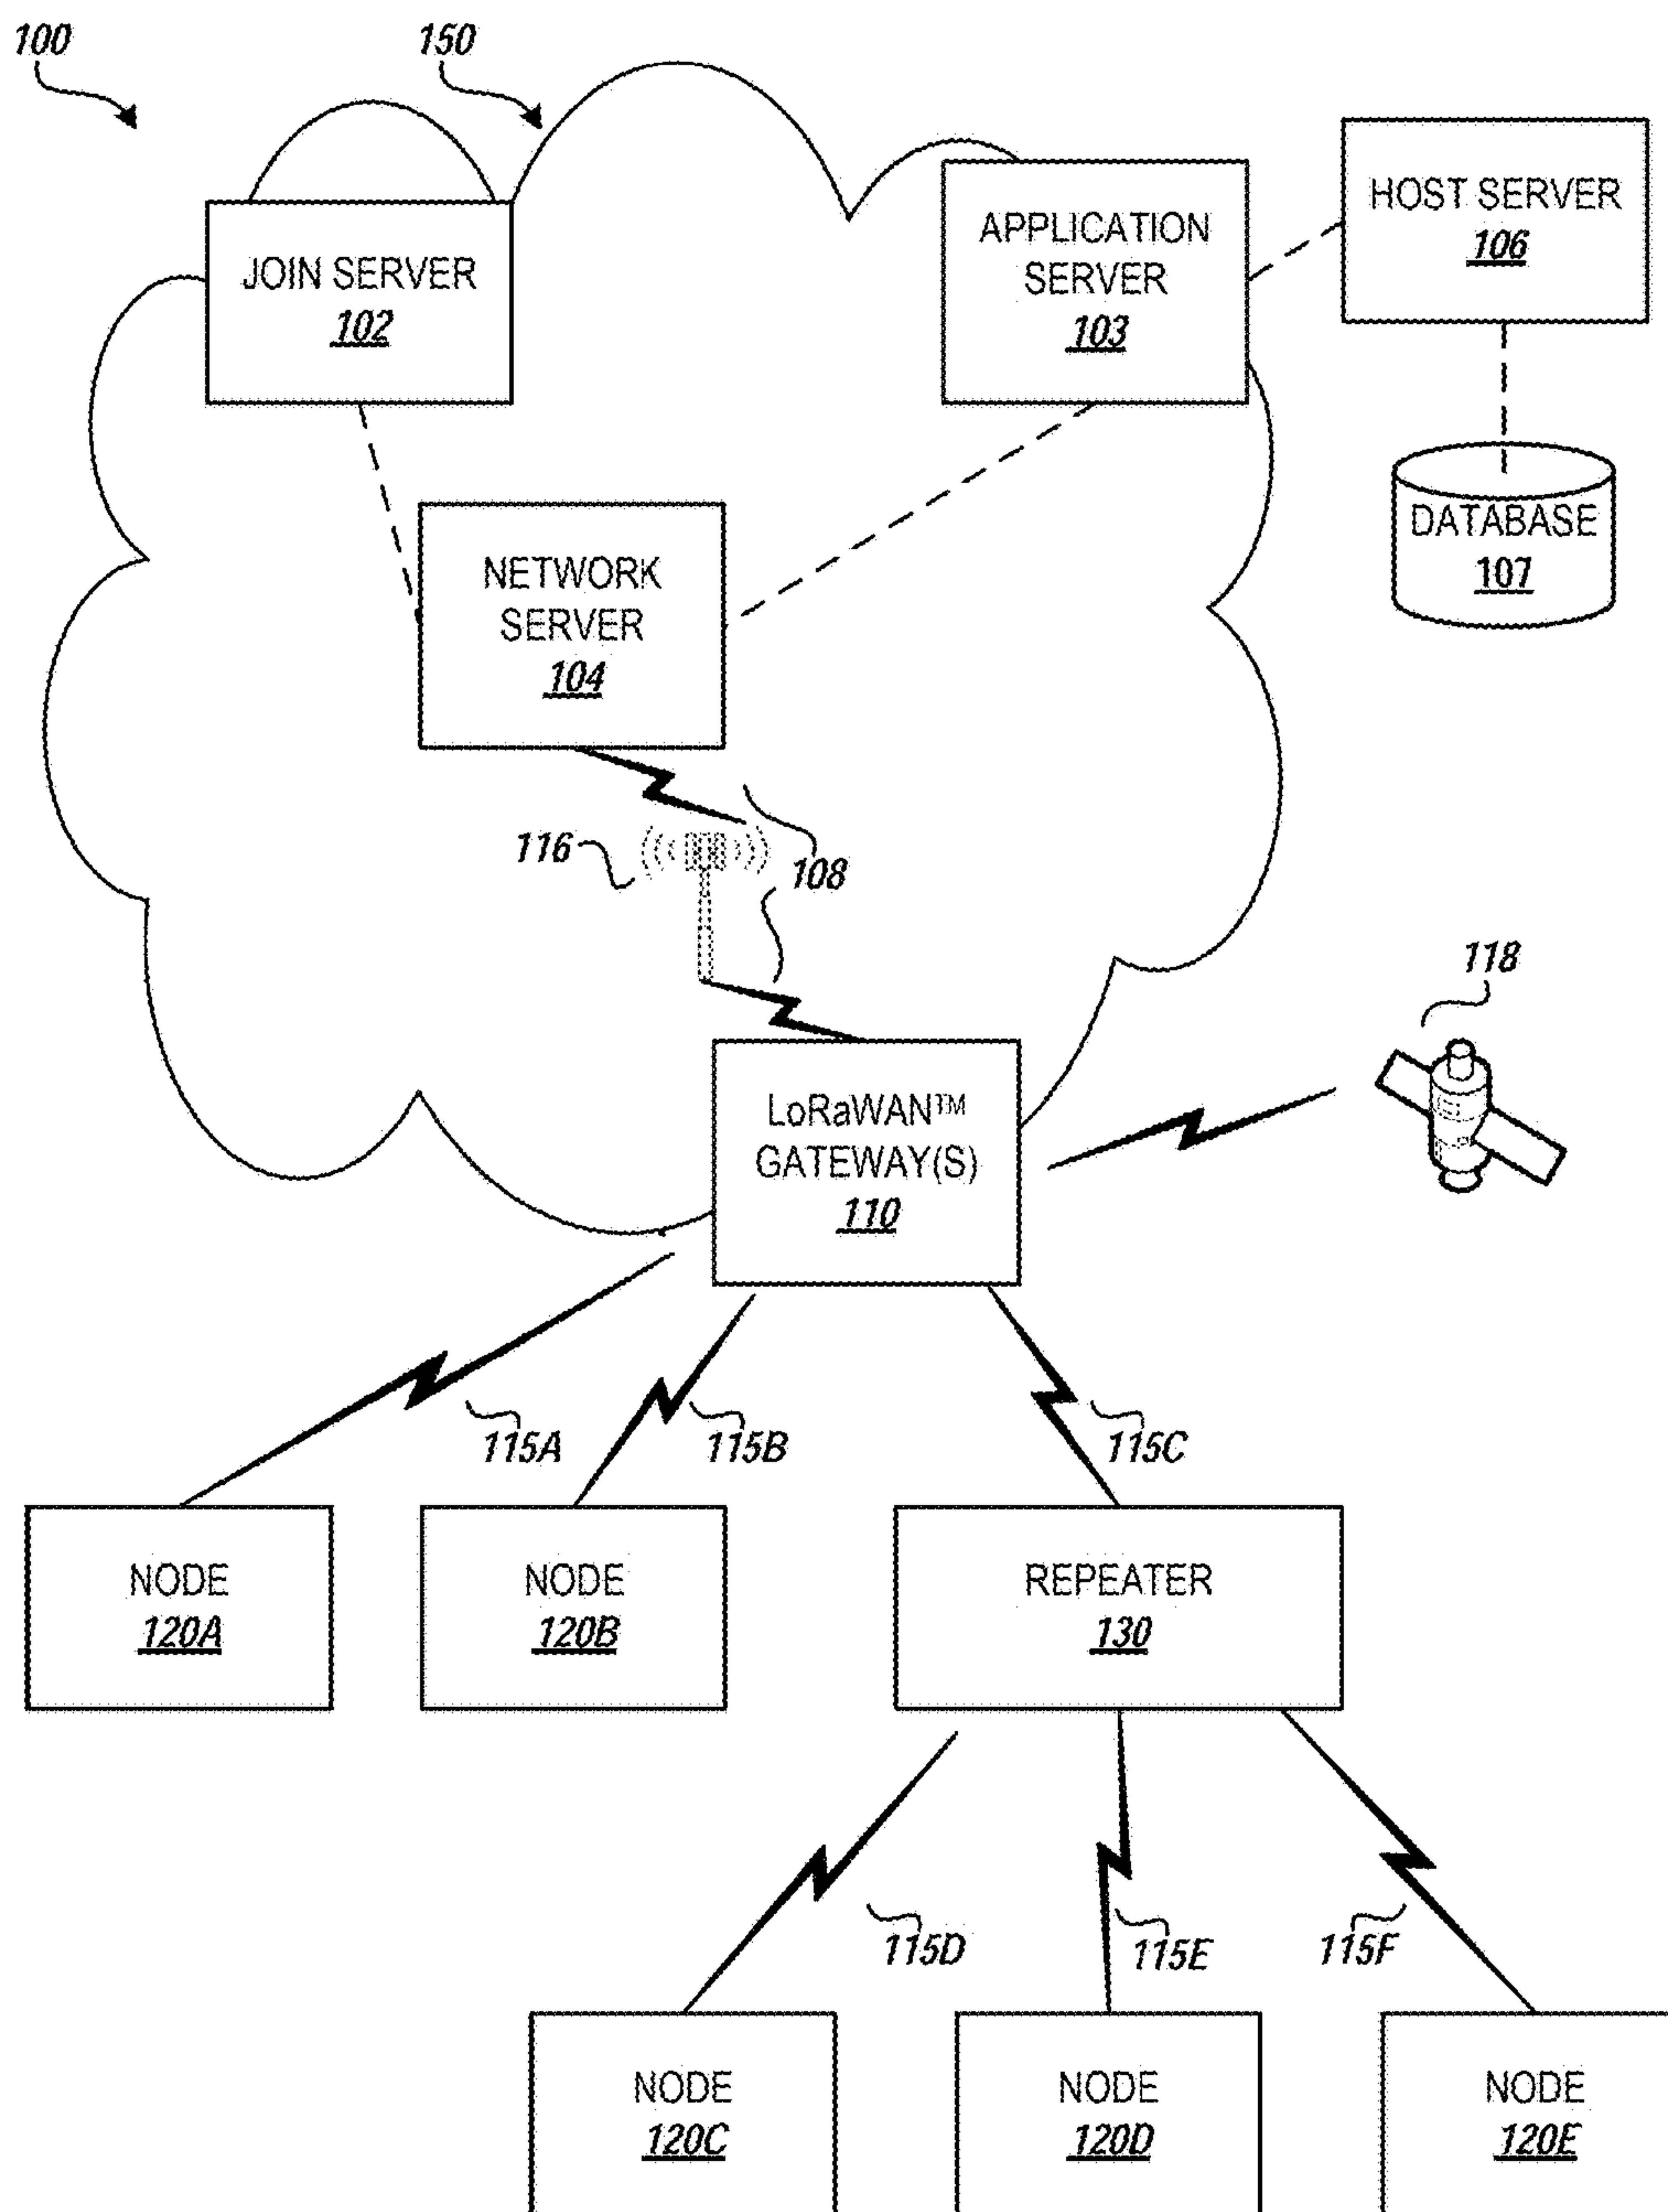 100
150
HOST SERVER
106
APPLICATION
SERVER
103
JOIN SERVER
102
DATABASE
107
NETWORK
SERVER
104
116
108
118
LoRaWAN™
GATEWAY(S)
110
115A
115B
115C
NODE
120A
NODE
120B
REPEATER
130
115D
115E
115F
NODE
120C
NODE
120D
NODE
120E